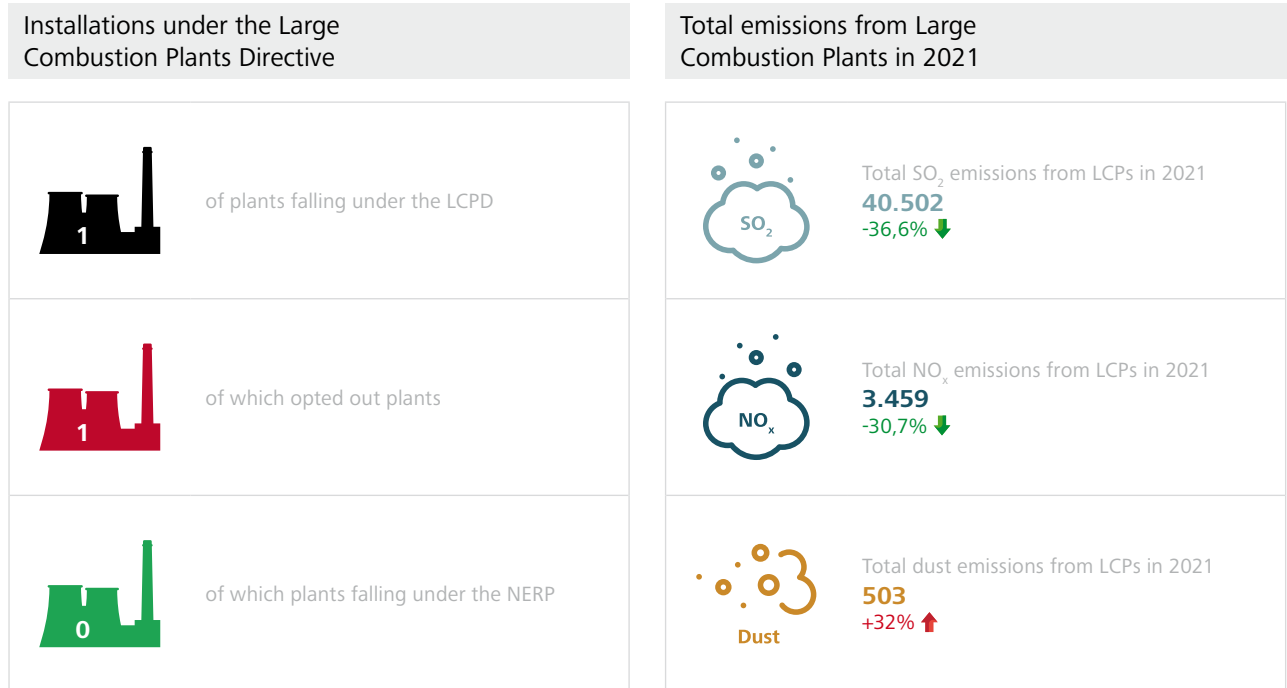 Installations under the Large
Combustion Plants Directive
1
of plants falling under the LCPD
1
of which opted out plants
0
of which plants falling under the NERP
Total emissions from Large
Combustion Plants in 2021
SO₂
Total SO₂ emissions from LCPs in 2021
40.502
-36,6%
NOₓ
Total NOₓ emissions from LCPs in 2021
3.459
-30,7%
Dust
Total dust emissions from LCPs in 2021
503
+32%